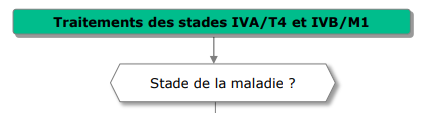 Traitements des stades IVA/T4 et IVB/M1
Stade de la maladie ?